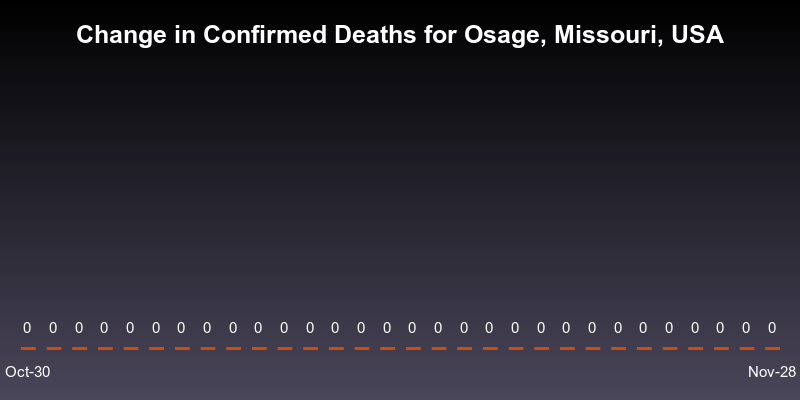 Change in Confirmed Deaths for Osage, Missouri, USA
0 0 0 0 0 0 0 0 0 0 0 0 0 0 0 0 0 0 0 0 0 0 0 0 0 0 0 0 0 0
Oct-30 Nov-28